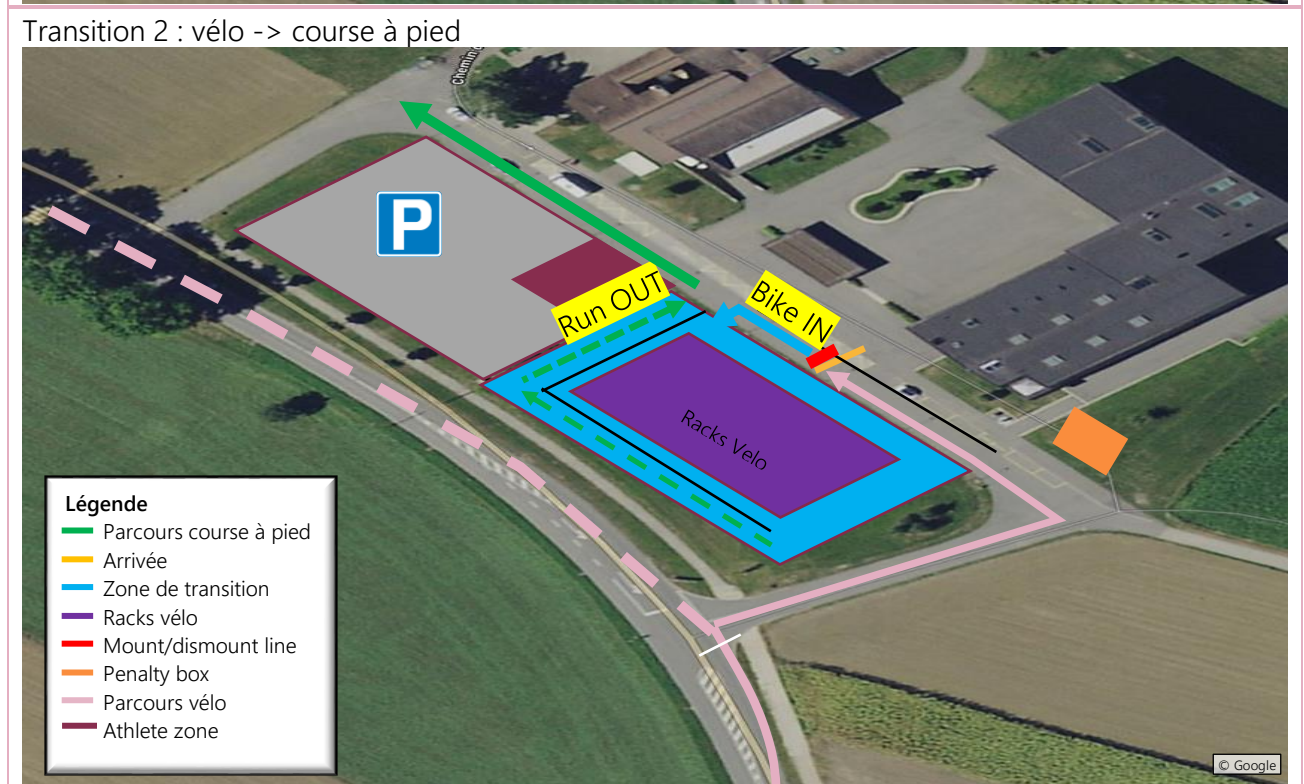 Transition 2 : vélo -> course à pied
Chemin
P
Run OUT
Bike IN
Racks Velo
Légende
Parcours course à pied
Arrivée
Zone de transition
Racks vélo
Mount/dismount line
Penalty box
Parcours vélo
Athlete zone
© Google